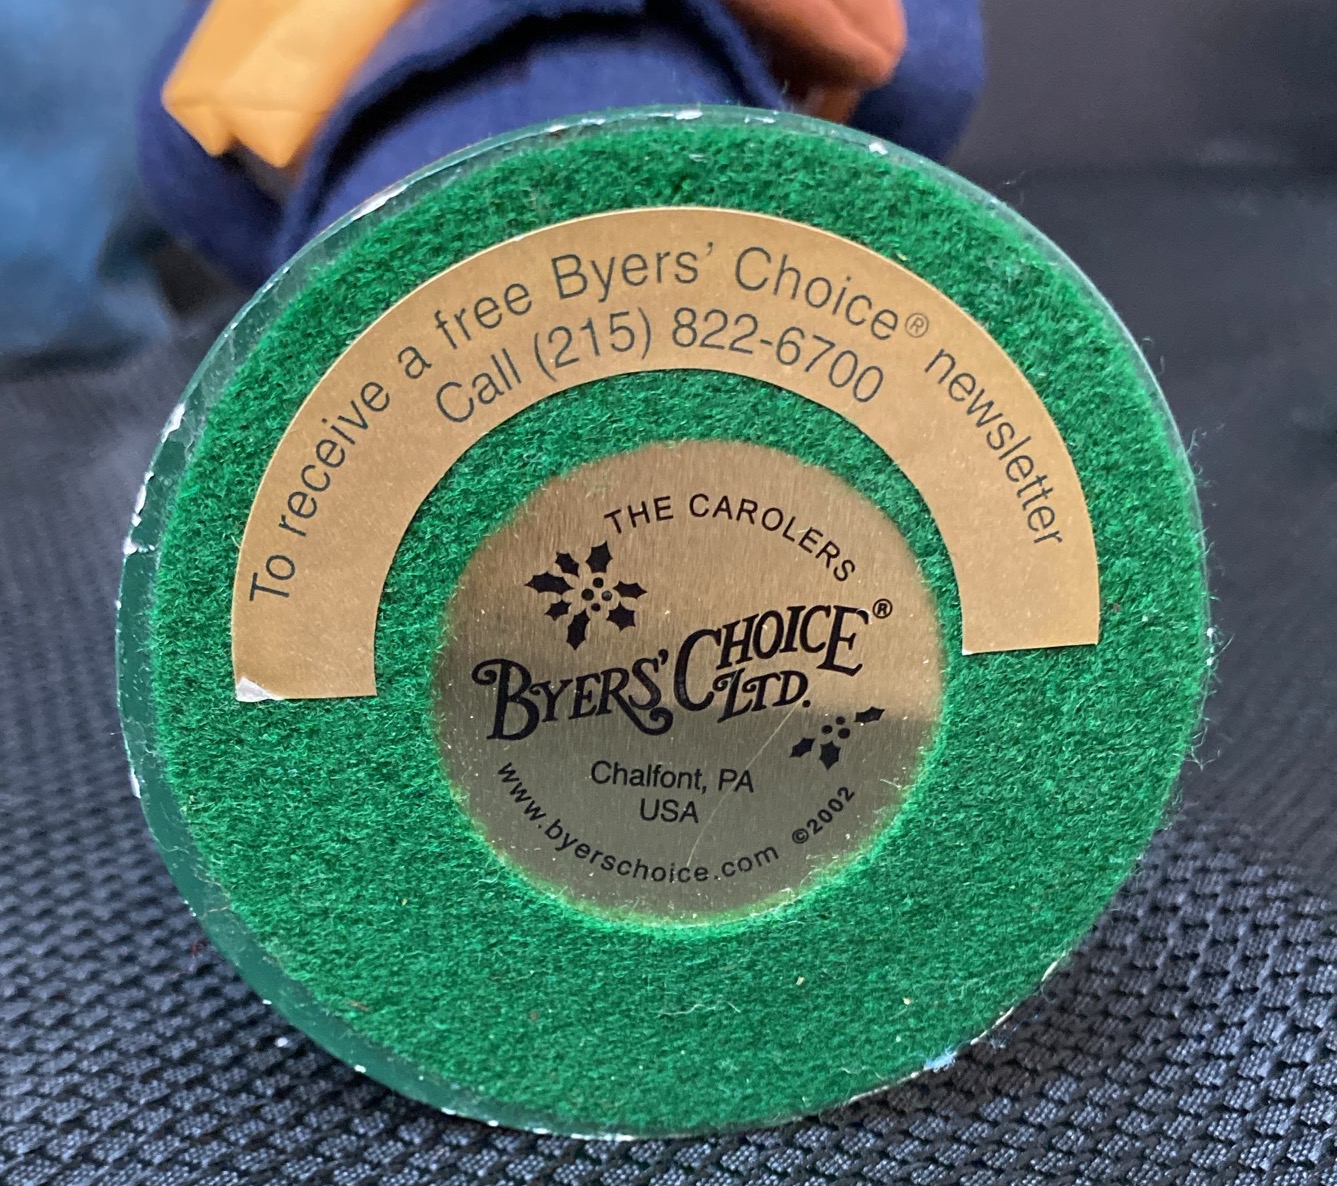 To receive a free Byers’ Choice® newsletter
Call (215) 822-6700
THE CAROLERS
BYERS’ CHOICE®
LTD.
Chalfont, PA
USA
www.byerschoice.com ©2002